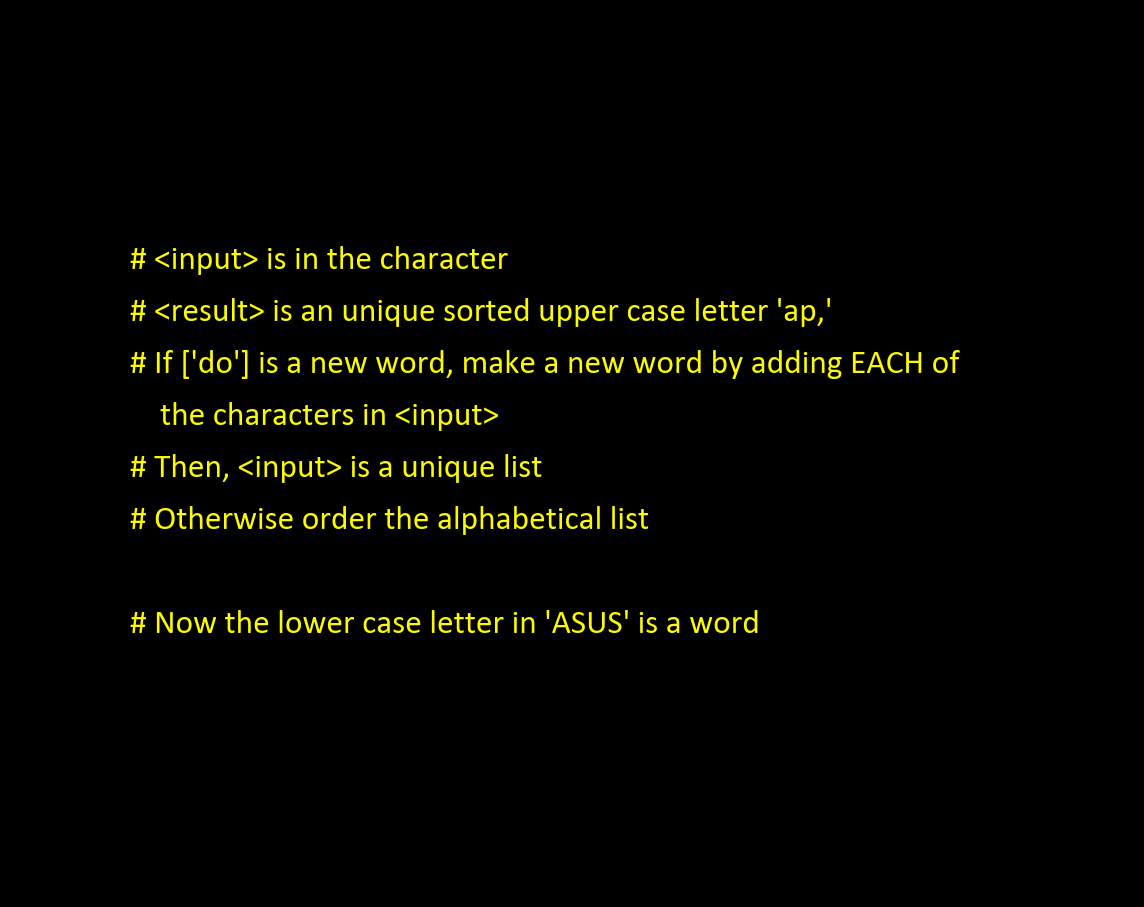 # <input> is in the character
# <result> is an unique sorted upper case letter 'ap,'
# If ['do'] is a new word, make a new word by adding EACH of
the characters in <input>
# Then, <input> is a unique list
# Otherwise order the alphabetical list
# Now the lower case letter in 'ASUS' is a word